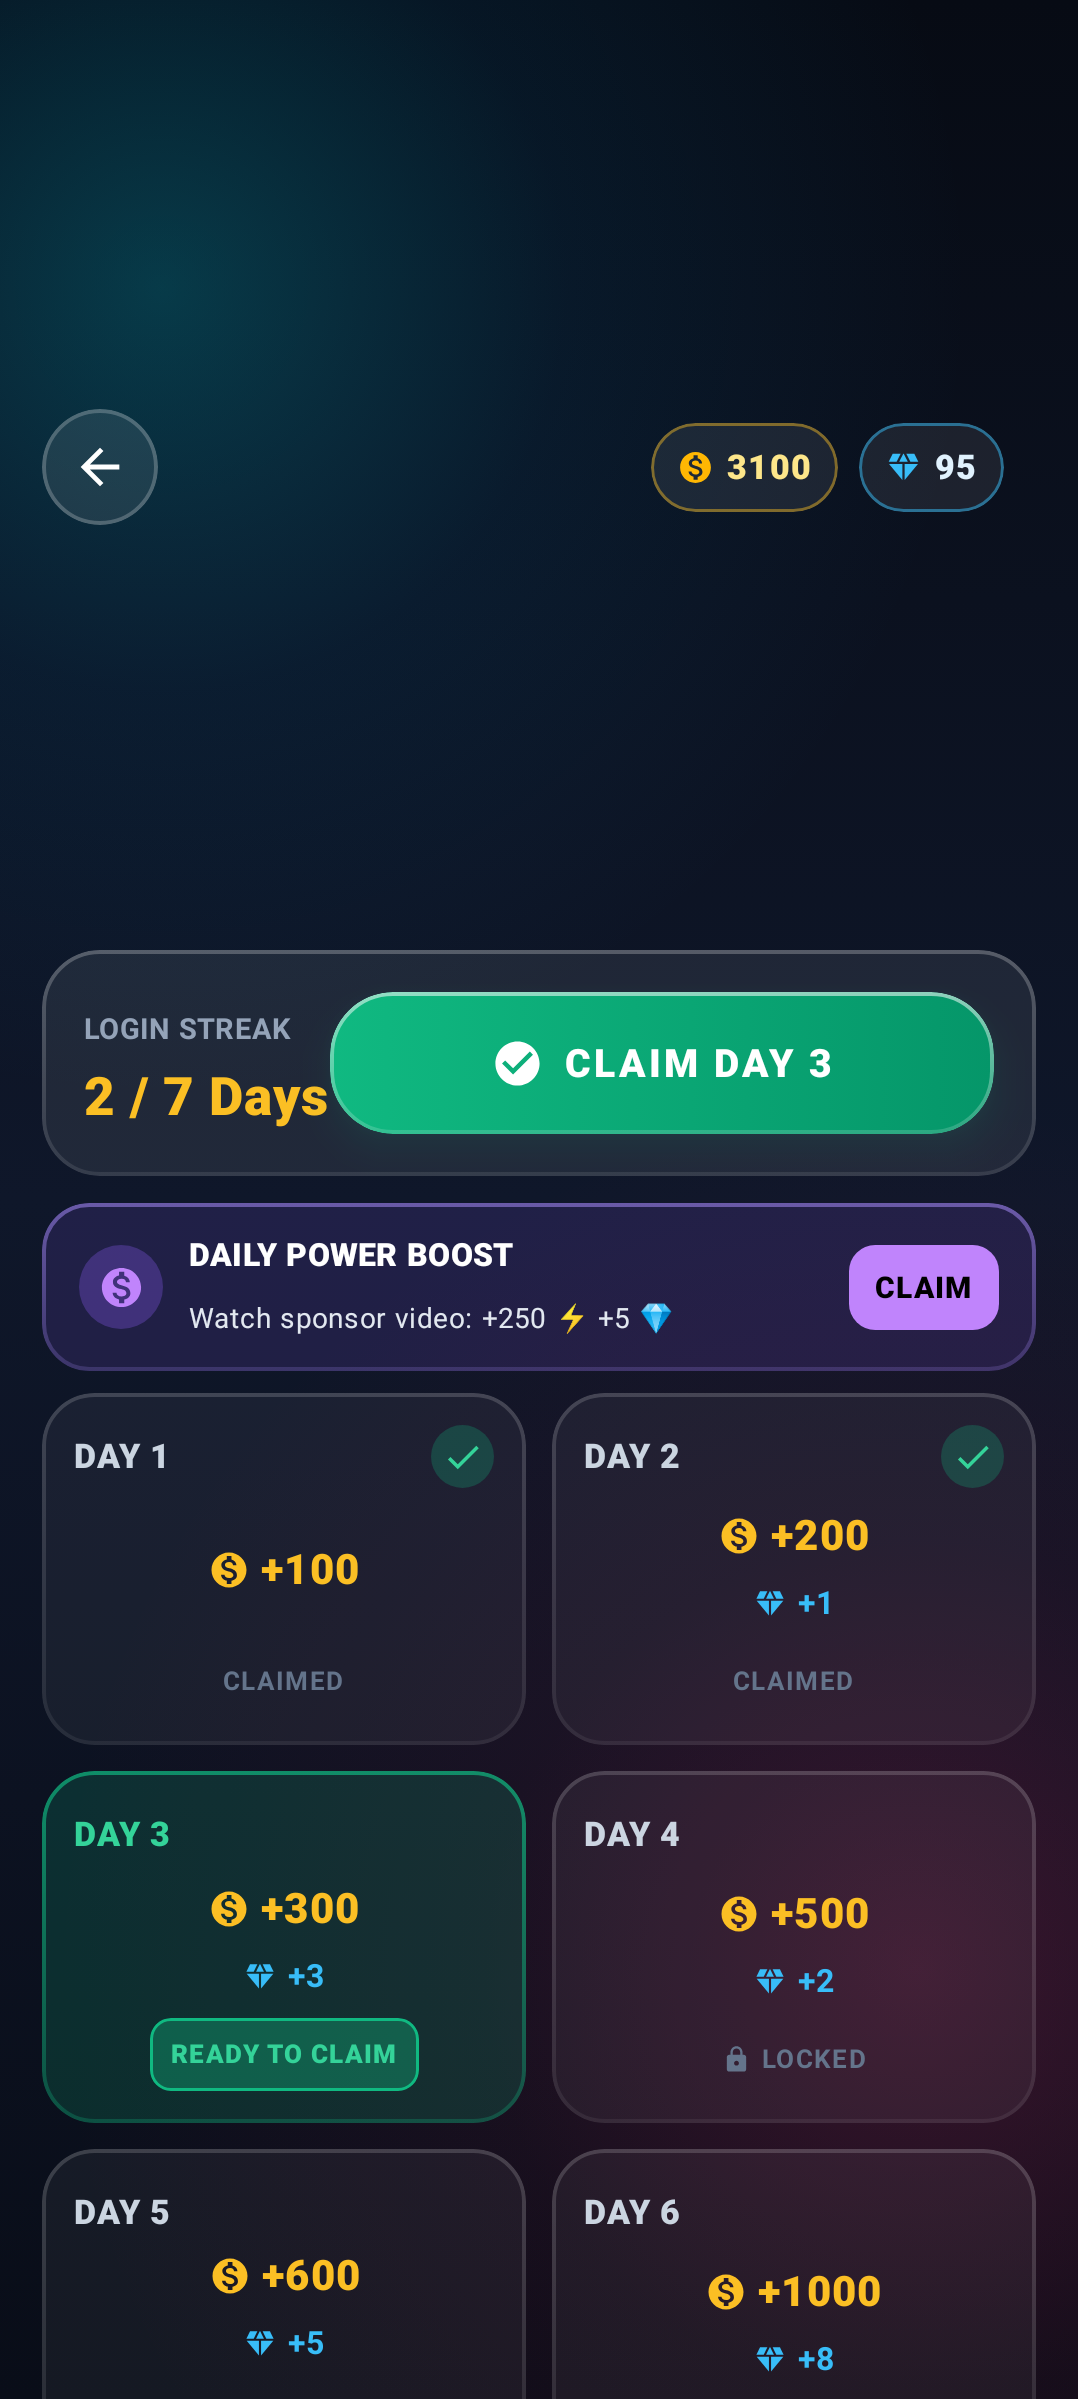 3100
95
LOGIN STREAK
2 / 7 Days
CLAIM DAY 3
DAILY POWER BOOST
Watch sponsor video: +250 ⚡ +5 💎
CLAIM
DAY 1
+100
CLAIMED
DAY 2
+200
+1
CLAIMED
DAY 3
+300
+3
READY TO CLAIM
DAY 4
+500
+2
LOCKED
DAY 5
+600
+5
DAY 6
+1000
+8